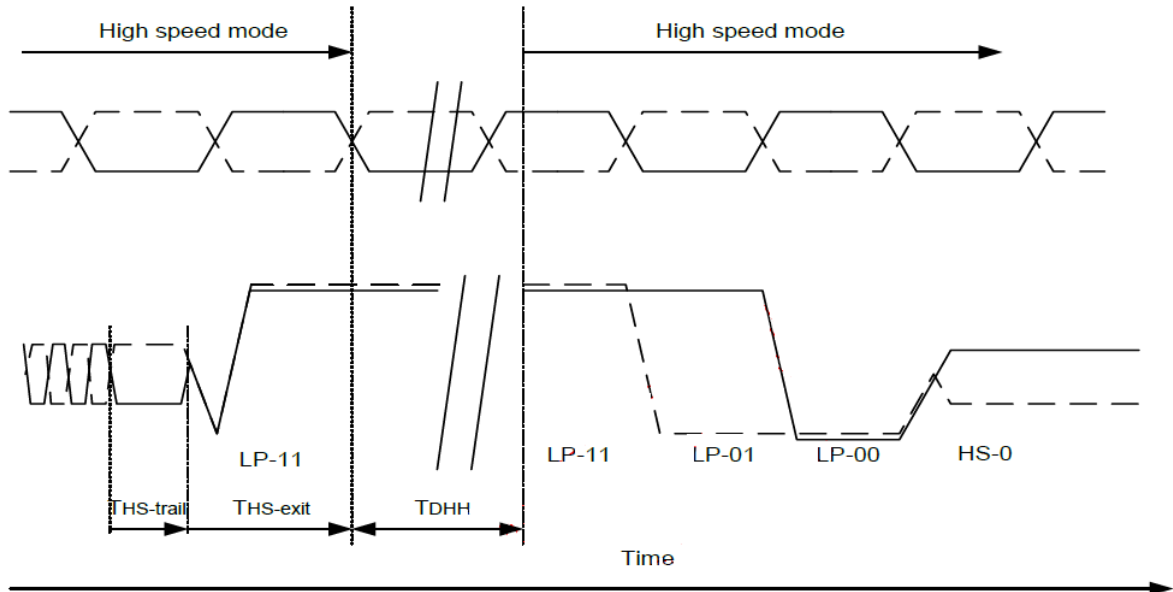 High speed mode
High speed mode
LP-11
LP-11
LP-01
LP-00
HS-0
THS-trail
THS-exit
TDHH
Time